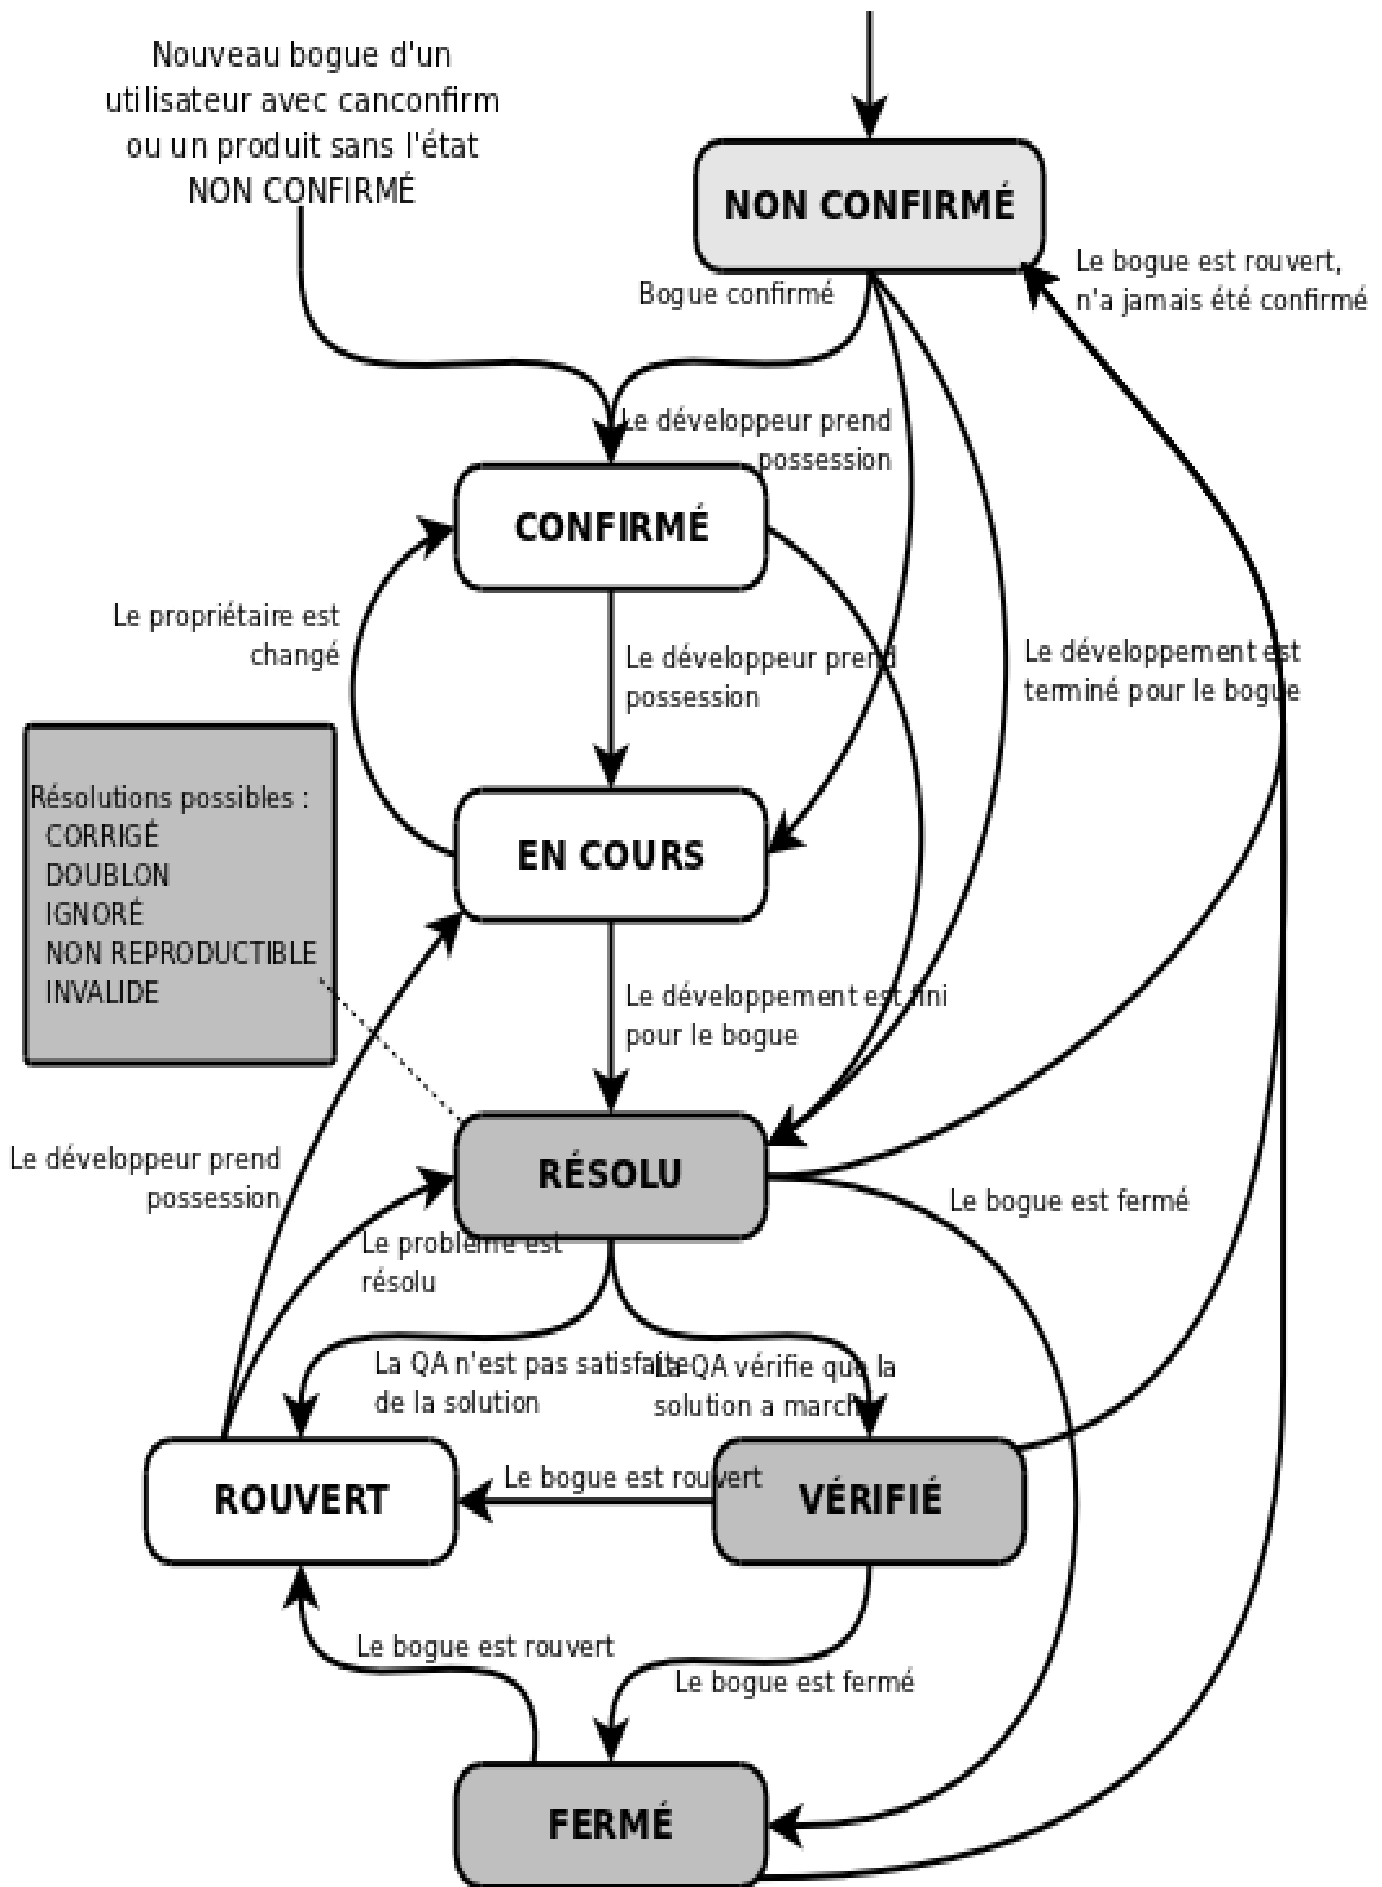 Nouveau bogue d'un
utilisateur avec canconfirm
ou un produit sans l'état
NON CONFIRMÉ
NON CONFIRMÉ
Le bogue est rouvert,
n'a jamais été confirmé
Bogue confirmé
Le développeur prend
possession
CONFIRMÉ
Le propriétaire est
changé
Le développeur prend
possession
Le développement est
terminé pour le bogue
Résolutions possibles :
CORRIGÉ
DOUBLON
IGNORÉ
NON REPRODUCTIBLE
INVALIDE
EN COURS
Le développement est fini
pour le bogue
Le développeur prend
possession
RÉSOLU
Le bogue est fermé
Le problème est
résolu
La QA n'est pas satisfaite
de la solution
La QA vérifie que la
solution a marché
ROUVERT
Le bogue est rouvert
VÉRIFIÉ
Le bogue est rouvert
Le bogue est fermé
FERMÉ